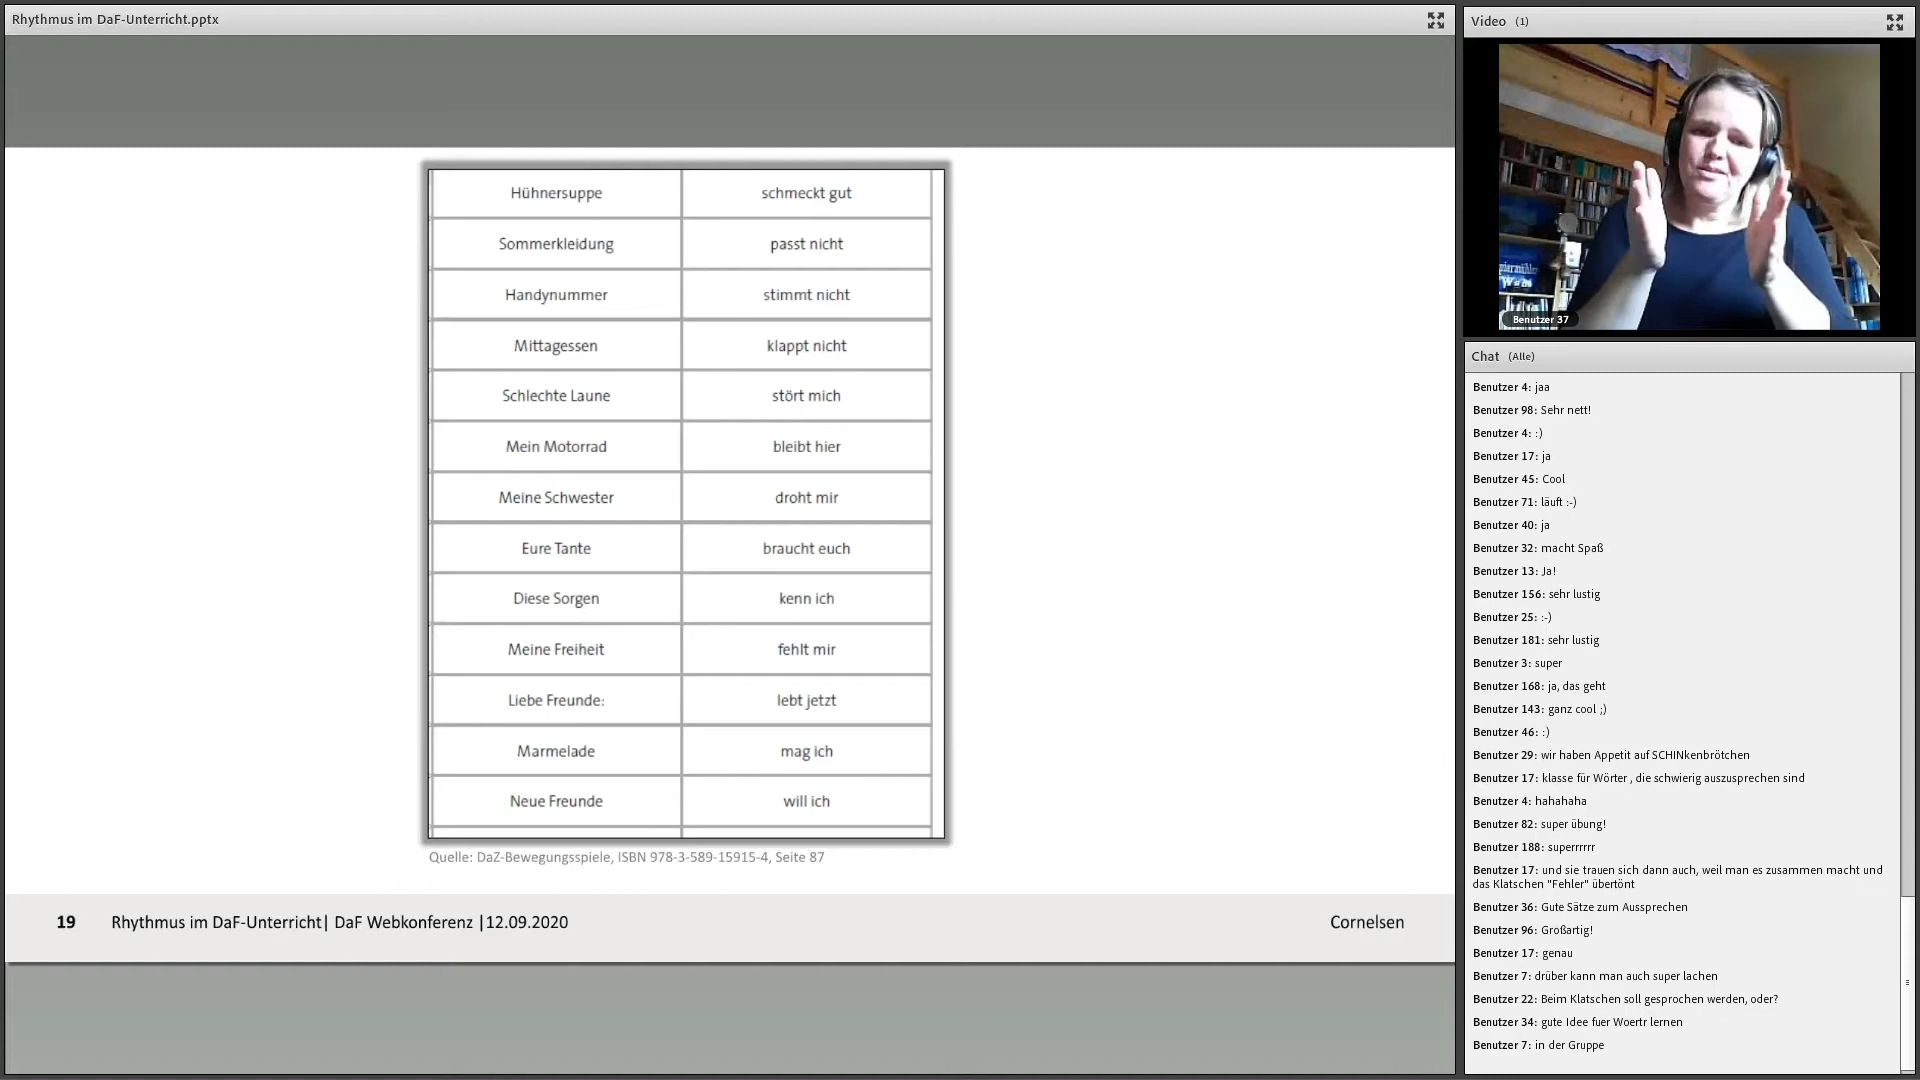 Rhythmus im DaF-Unterricht.pptx
Hühnersuppe schmeckt gut
Sommerkleidung passt nicht
Handynummer stimmt nicht
Mittagessen klappt nicht
Schlechte Laune stört mich
Mein Motorrad bleibt hier
Meine Schwester droht mir
Eure Tante braucht euch
Diese Sorgen kenn ich
Meine Freiheit fehlt mir
Liebe Freunde: lebt jetzt
Marmelade mag ich
Neue Freunde will ich
Quelle: DaZ-Bewegungsspiele, ISBN 978-3-589-15915-4, Seite 87
19 Rhythmus im DaF-Unterricht| DaF Webkonferenz |12.09.2020 Cornelsen
Video (1)
Benutzer 37
Chat (Alle)
Benutzer 4: jaa
Benutzer 98: Sehr nett!
Benutzer 4: :)
Benutzer 17: ja
Benutzer 45: Cool
Benutzer 71: läuft :-)
Benutzer 40: ja
Benutzer 32: macht Spaß
Benutzer 13: Ja!
Benutzer 156: sehr lustig
Benutzer 25: :-)
Benutzer 181: sehr lustig
Benutzer 3: super
Benutzer 168: ja, das geht
Benutzer 143: ganz cool ;)
Benutzer 46: :)
Benutzer 29: wir haben Appetit auf SCHINkenbrötchen
Benutzer 17: klasse für Wörter , die schwierig auszusprechen sind
Benutzer 4: hahahaha
Benutzer 82: super übung!
Benutzer 188: superrrrrr
Benutzer 17: und sie trauen sich dann auch, weil man es zusammen macht und
das Klatschen "Fehler" übertönt
Benutzer 36: Gute Sätze zum Aussprechen
Benutzer 96: Großartig!
Benutzer 17: genau
Benutzer 7: drüber kann man auch super lachen
Benutzer 22: Beim Klatschen soll gesprochen werden, oder?
Benutzer 34: gute Idee fuer Woertr lernen
Benutzer 7: in der Gruppe